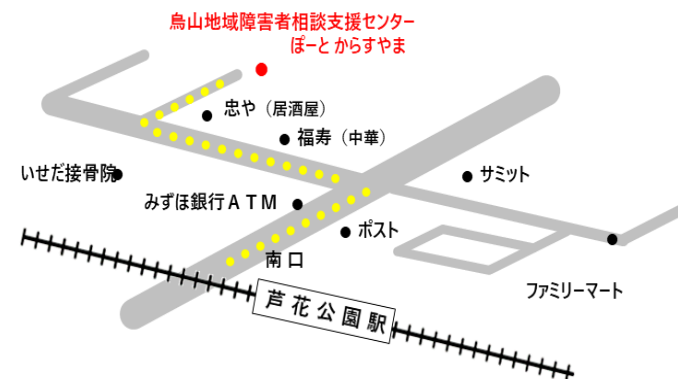 烏山地域障害者相談支援センター
ぽーと からすやま
忠や（居酒屋）
福寿（中華）
いせだ接骨院
サミット
みずほ銀行ＡＴＭ
ポスト
南口
ファミリーマート
芦花公園駅